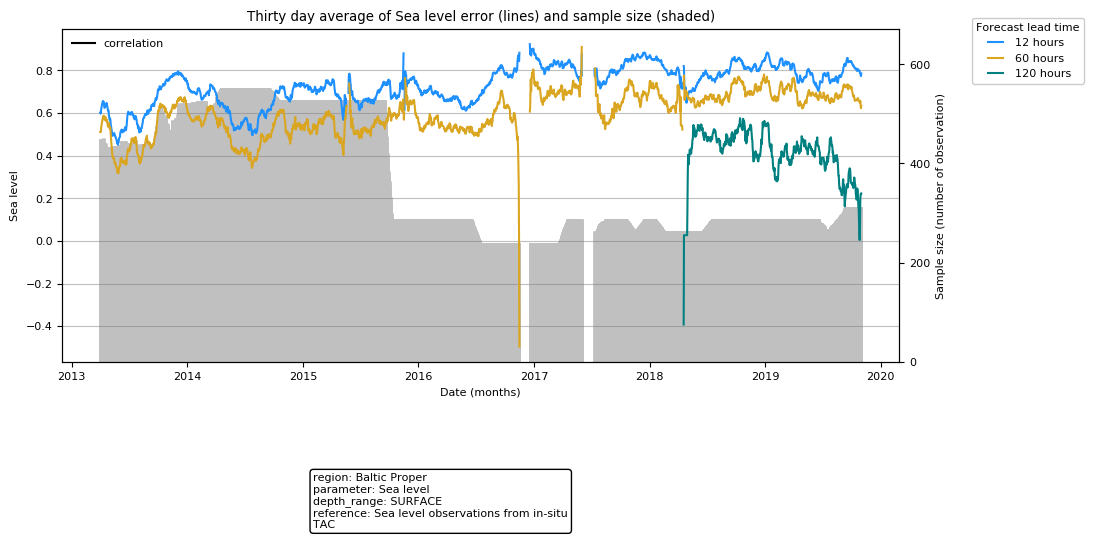 Thirty day average of Sea level error (lines) and sample size (shaded)
Forecast lead time
12 hours
60 hours
120 hours
correlation
0.8
0.6
0.4
0.2
0.0
−0.2
−0.4
Sea level
600
400
200
0
Sample size (number of observation)
2013
2014
2015
2016
2017
2018
2019
2020
Date (months)
region: Baltic Proper
parameter: Sea level
depth_range: SURFACE
reference: Sea level observations from in-situ
TAC